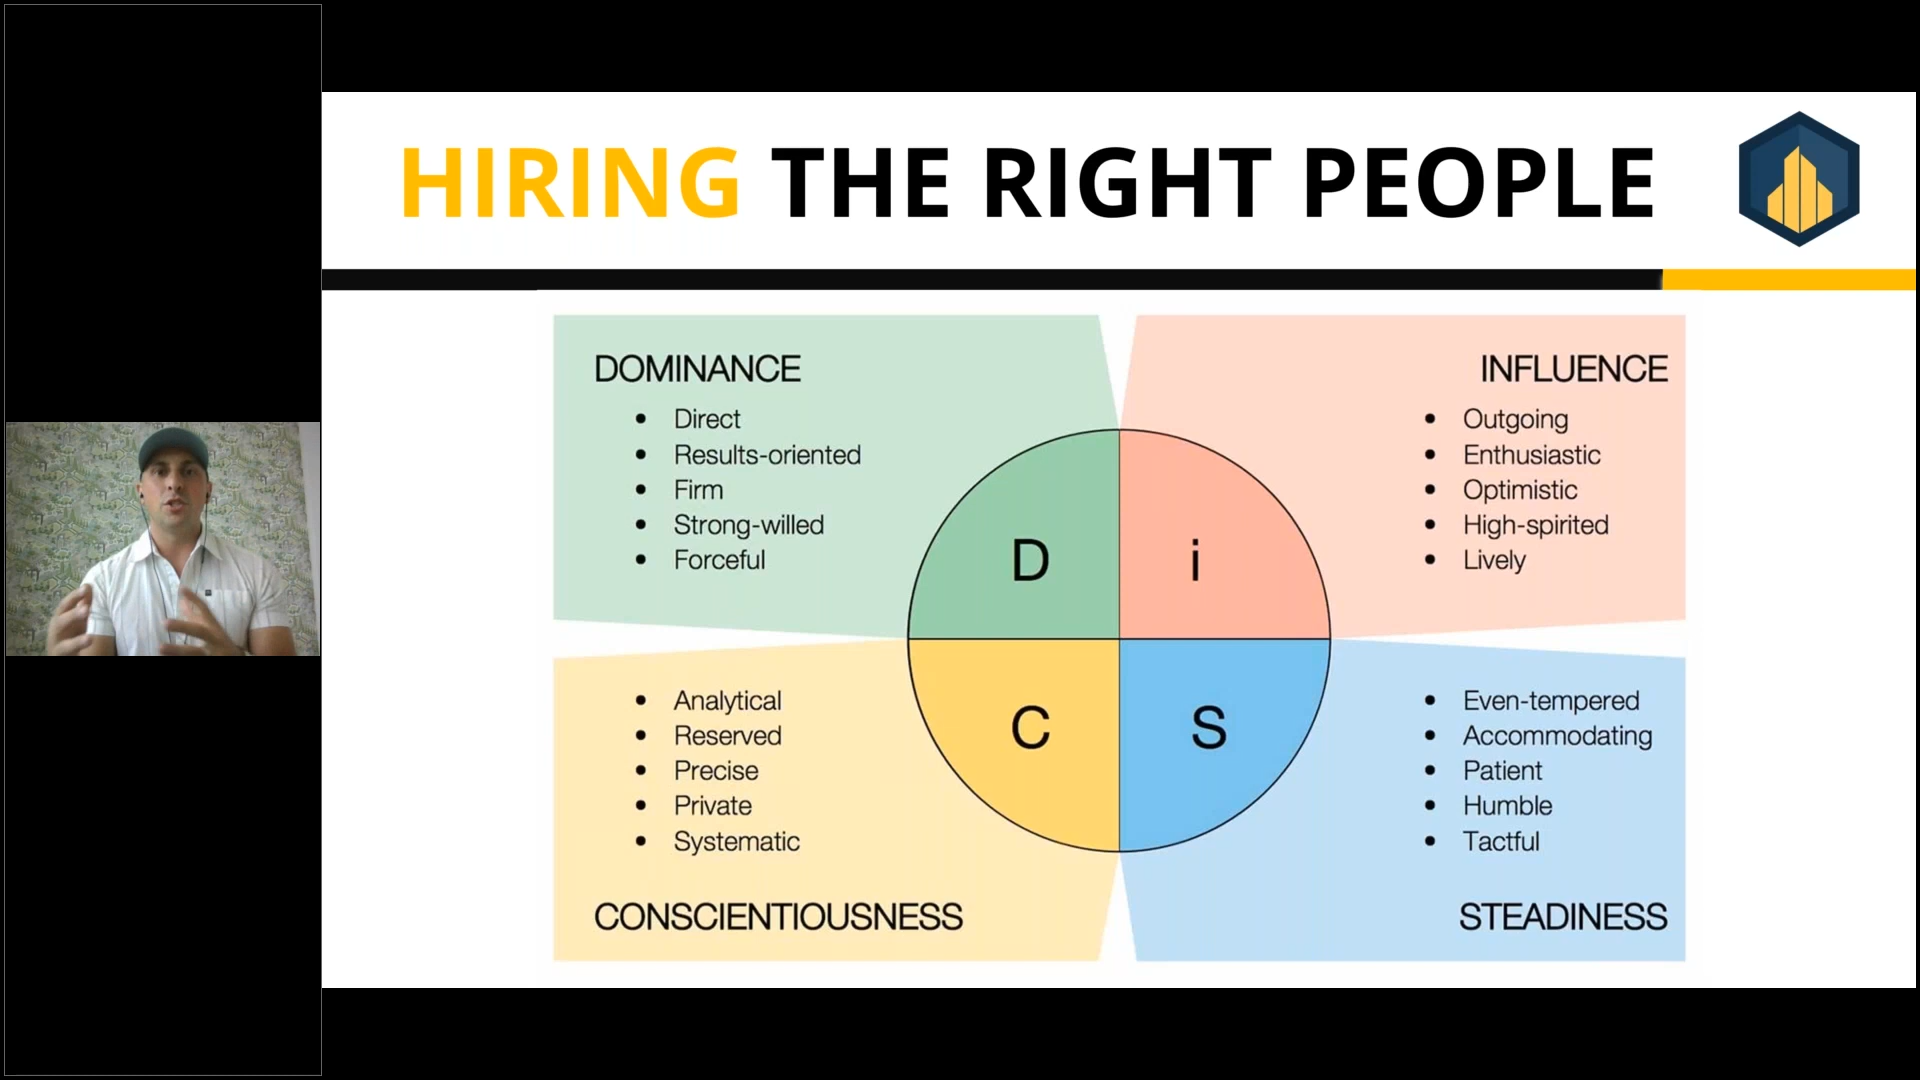 HIRING THE RIGHT PEOPLE
DOMINANCE
• Direct
• Results-oriented
• Firm
• Strong-willed
• Forceful
INFLUENCE
• Outgoing
• Enthusiastic
• Optimistic
• High-spirited
• Lively
D
i
C
S
• Analytical
• Reserved
• Precise
• Private
• Systematic
CONSCIENTIOUSNESS
• Even-tempered
• Accommodating
• Patient
• Humble
• Tactful
STEADINESS